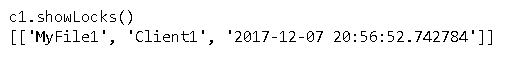 c1.showLocks()
[['MyFile1', 'Client1', '2017-12-07 20:56:52.742784']]